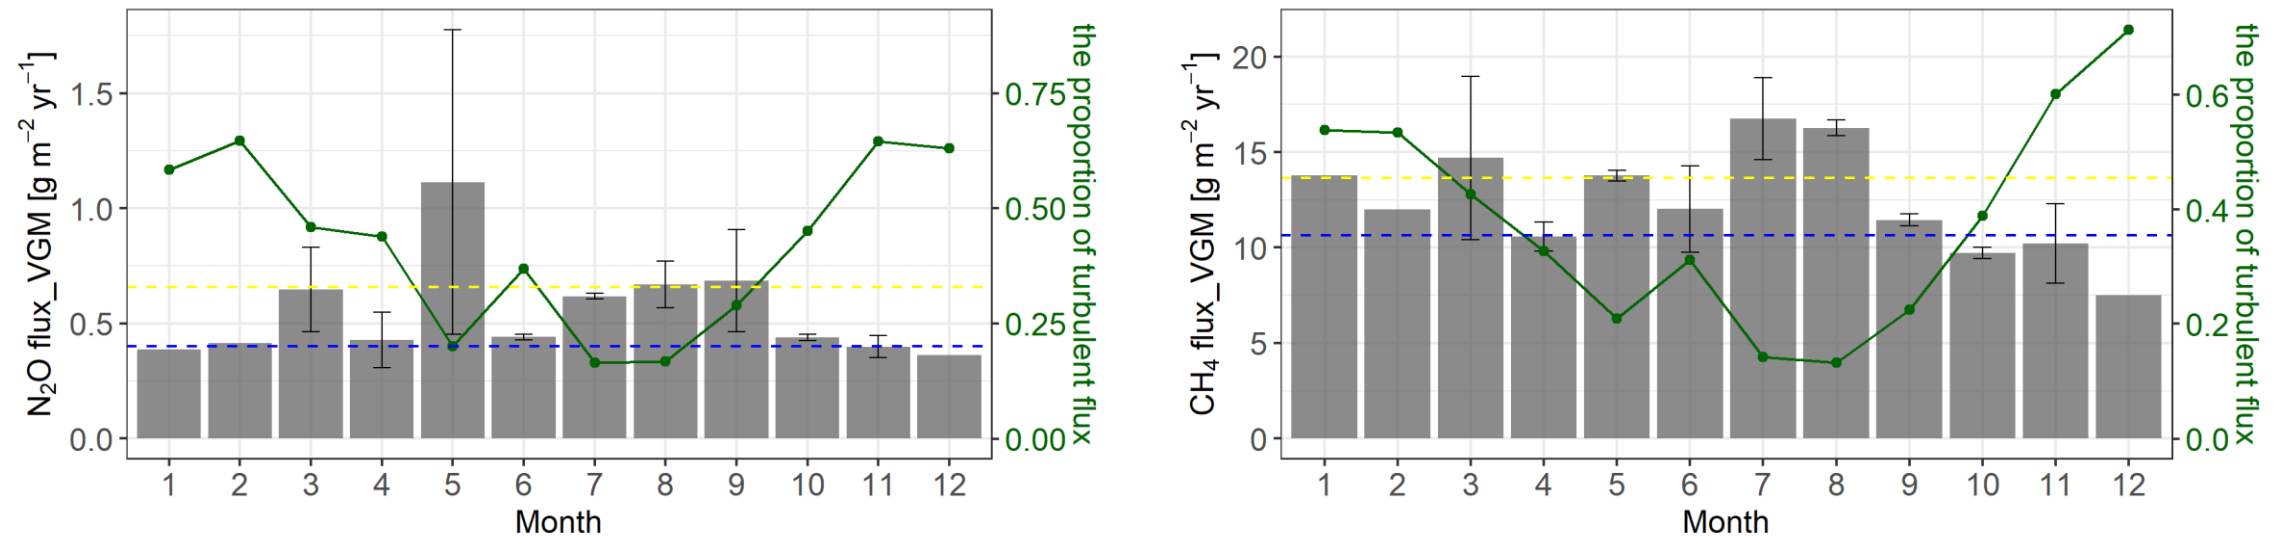 N₂O flux_VGM [g m⁻² yr⁻¹]
1.5
1.0
0.5
0.0
0.75
0.50
0.25
0.00
the proportion of turbulent flux
1 2 3 4 5 6 7 8 9 10 11 12
Month
CH₄ flux_VGM [g m⁻² yr⁻¹]
20
15
10
5
0
0.6
0.4
0.2
0.0
the proportion of turbulent flux
1 2 3 4 5 6 7 8 9 10 11 12
Month